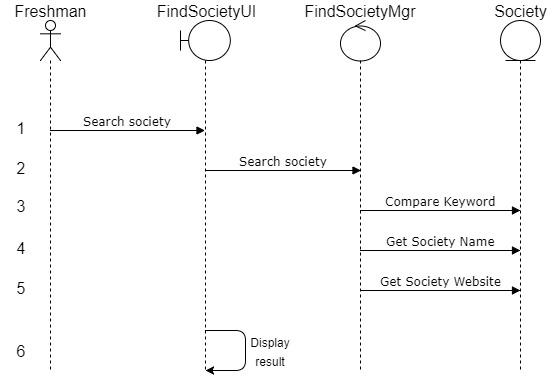 Freshman FindSocietyUI FindSocietyMgr Society
1 Search society
2 Search society
3 Compare Keyword
4 Get Society Name
5 Get Society Website
Display
6 result